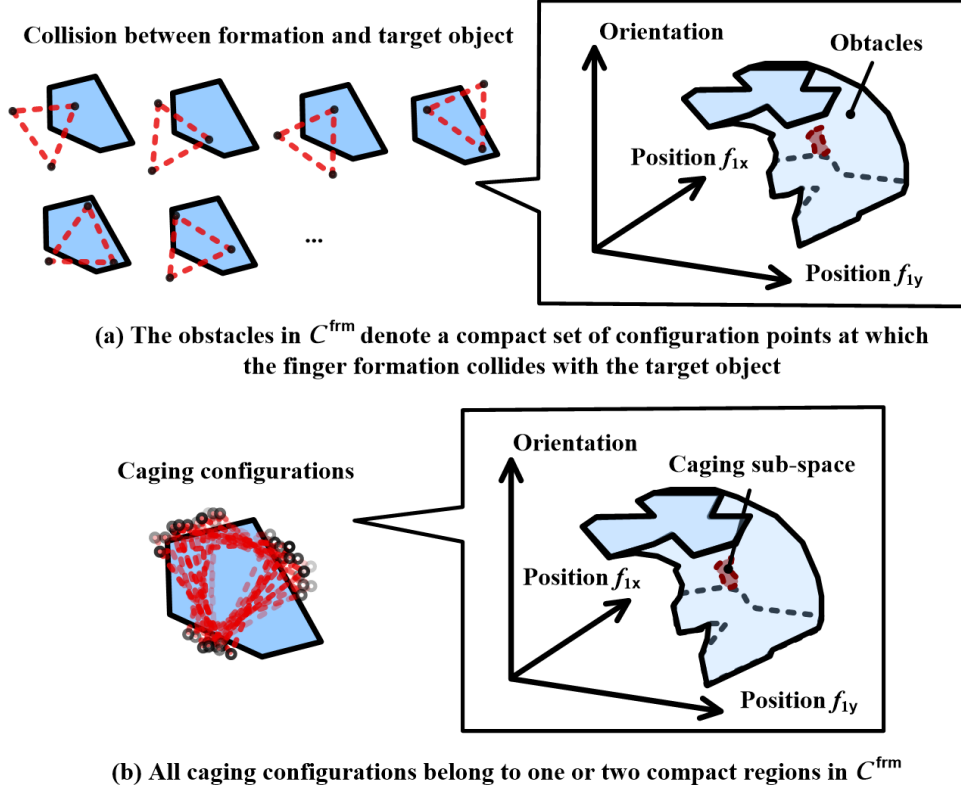 Collision between formation and target object
Orientation
Obtacles
Position f1x
Position f1y
...
(a) The obstacles in C^frm denote a compact set of configuration points at which
the finger formation collides with the target object
Caging configurations
Orientation
Caging sub-space
Position f1x
Position f1y
(b) All caging configurations belong to one or two compact regions in C^frm